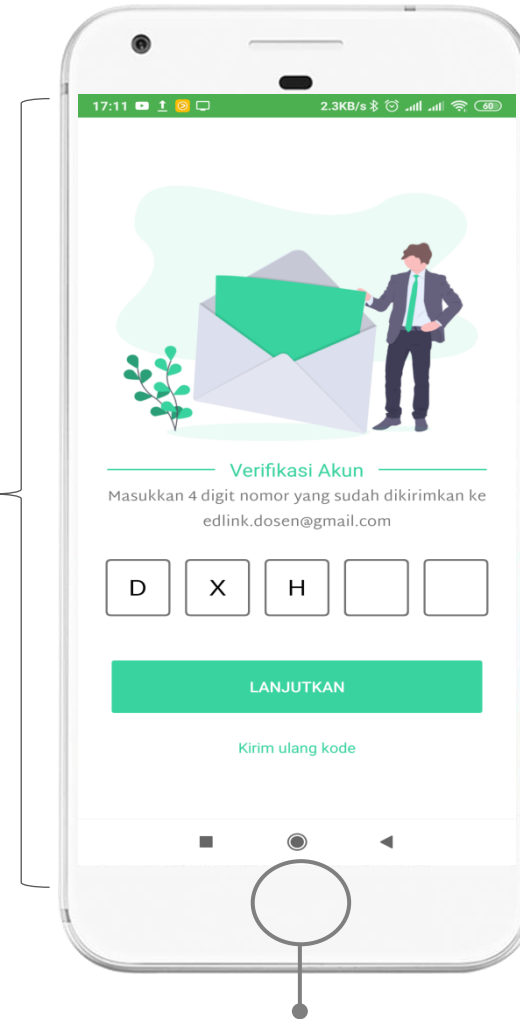 17:11 2.3KB/s 60
Verifikasi Akun
Masukkan 4 digit nomor yang sudah dikirimkan ke
edlink.dosen@gmail.com
D X H
LANJUTKAN
Kirim ulang kode